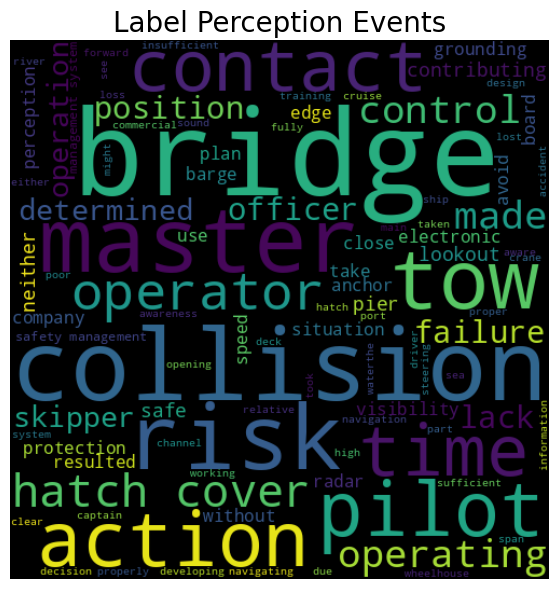 Label Perception Events
river
forward
insufficient
see
loss
management system
operation
perception
contact
grounding
contributing
training
cruise
design
position
commercial
sound
fully
edge
control
board
lost
accident
either
might
bridge
plan
barge
avoid
determined
officer
ship
made
neither
master
use
main
taken
electronic
close
lookout
aware
crane
poor
operator
take
anchor
tow
hatch
pier
port
proper
company
awareness
speed
situation
failure
safety management
deck
driver
steering
opening
waterthe
sea
collision
took
skipper
safe
relative
visibility
lack
navigation
part
information
system
protection
channel
risk
high
time
resulted
working
radar
sufficient
hatch cover
without
pilot
span
clear
captain
action
operating
decision
properly
developing
navigating
due
wheelhouse